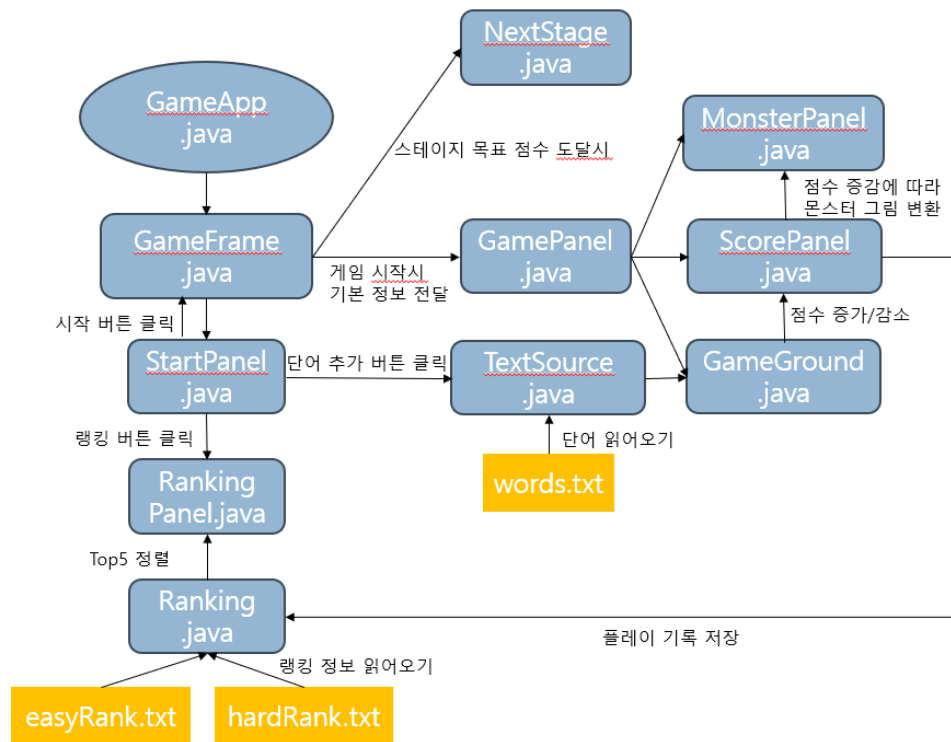 NextStage
.java
GameApp
.java
MonsterPanel
.java
스테이지 목표 점수 도달시
점수 증감에 따라
몬스터 그림 변환
GameFrame
.java
GamePanel
.java
ScorePanel
.java
게임 시작시
기본 정보 전달
시작 버튼 클릭
점수 증가/감소
StartPanel
.java
단어 추가 버튼 클릭
TextSource
.java
GameGround
.java
랭킹 버튼 클릭
단어 읽어오기
words.txt
Ranking
Panel.java
Top5 정렬
Ranking
.java
플레이 기록 저장
랭킹 정보 읽어오기
easyRank.txt
hardRank.txt